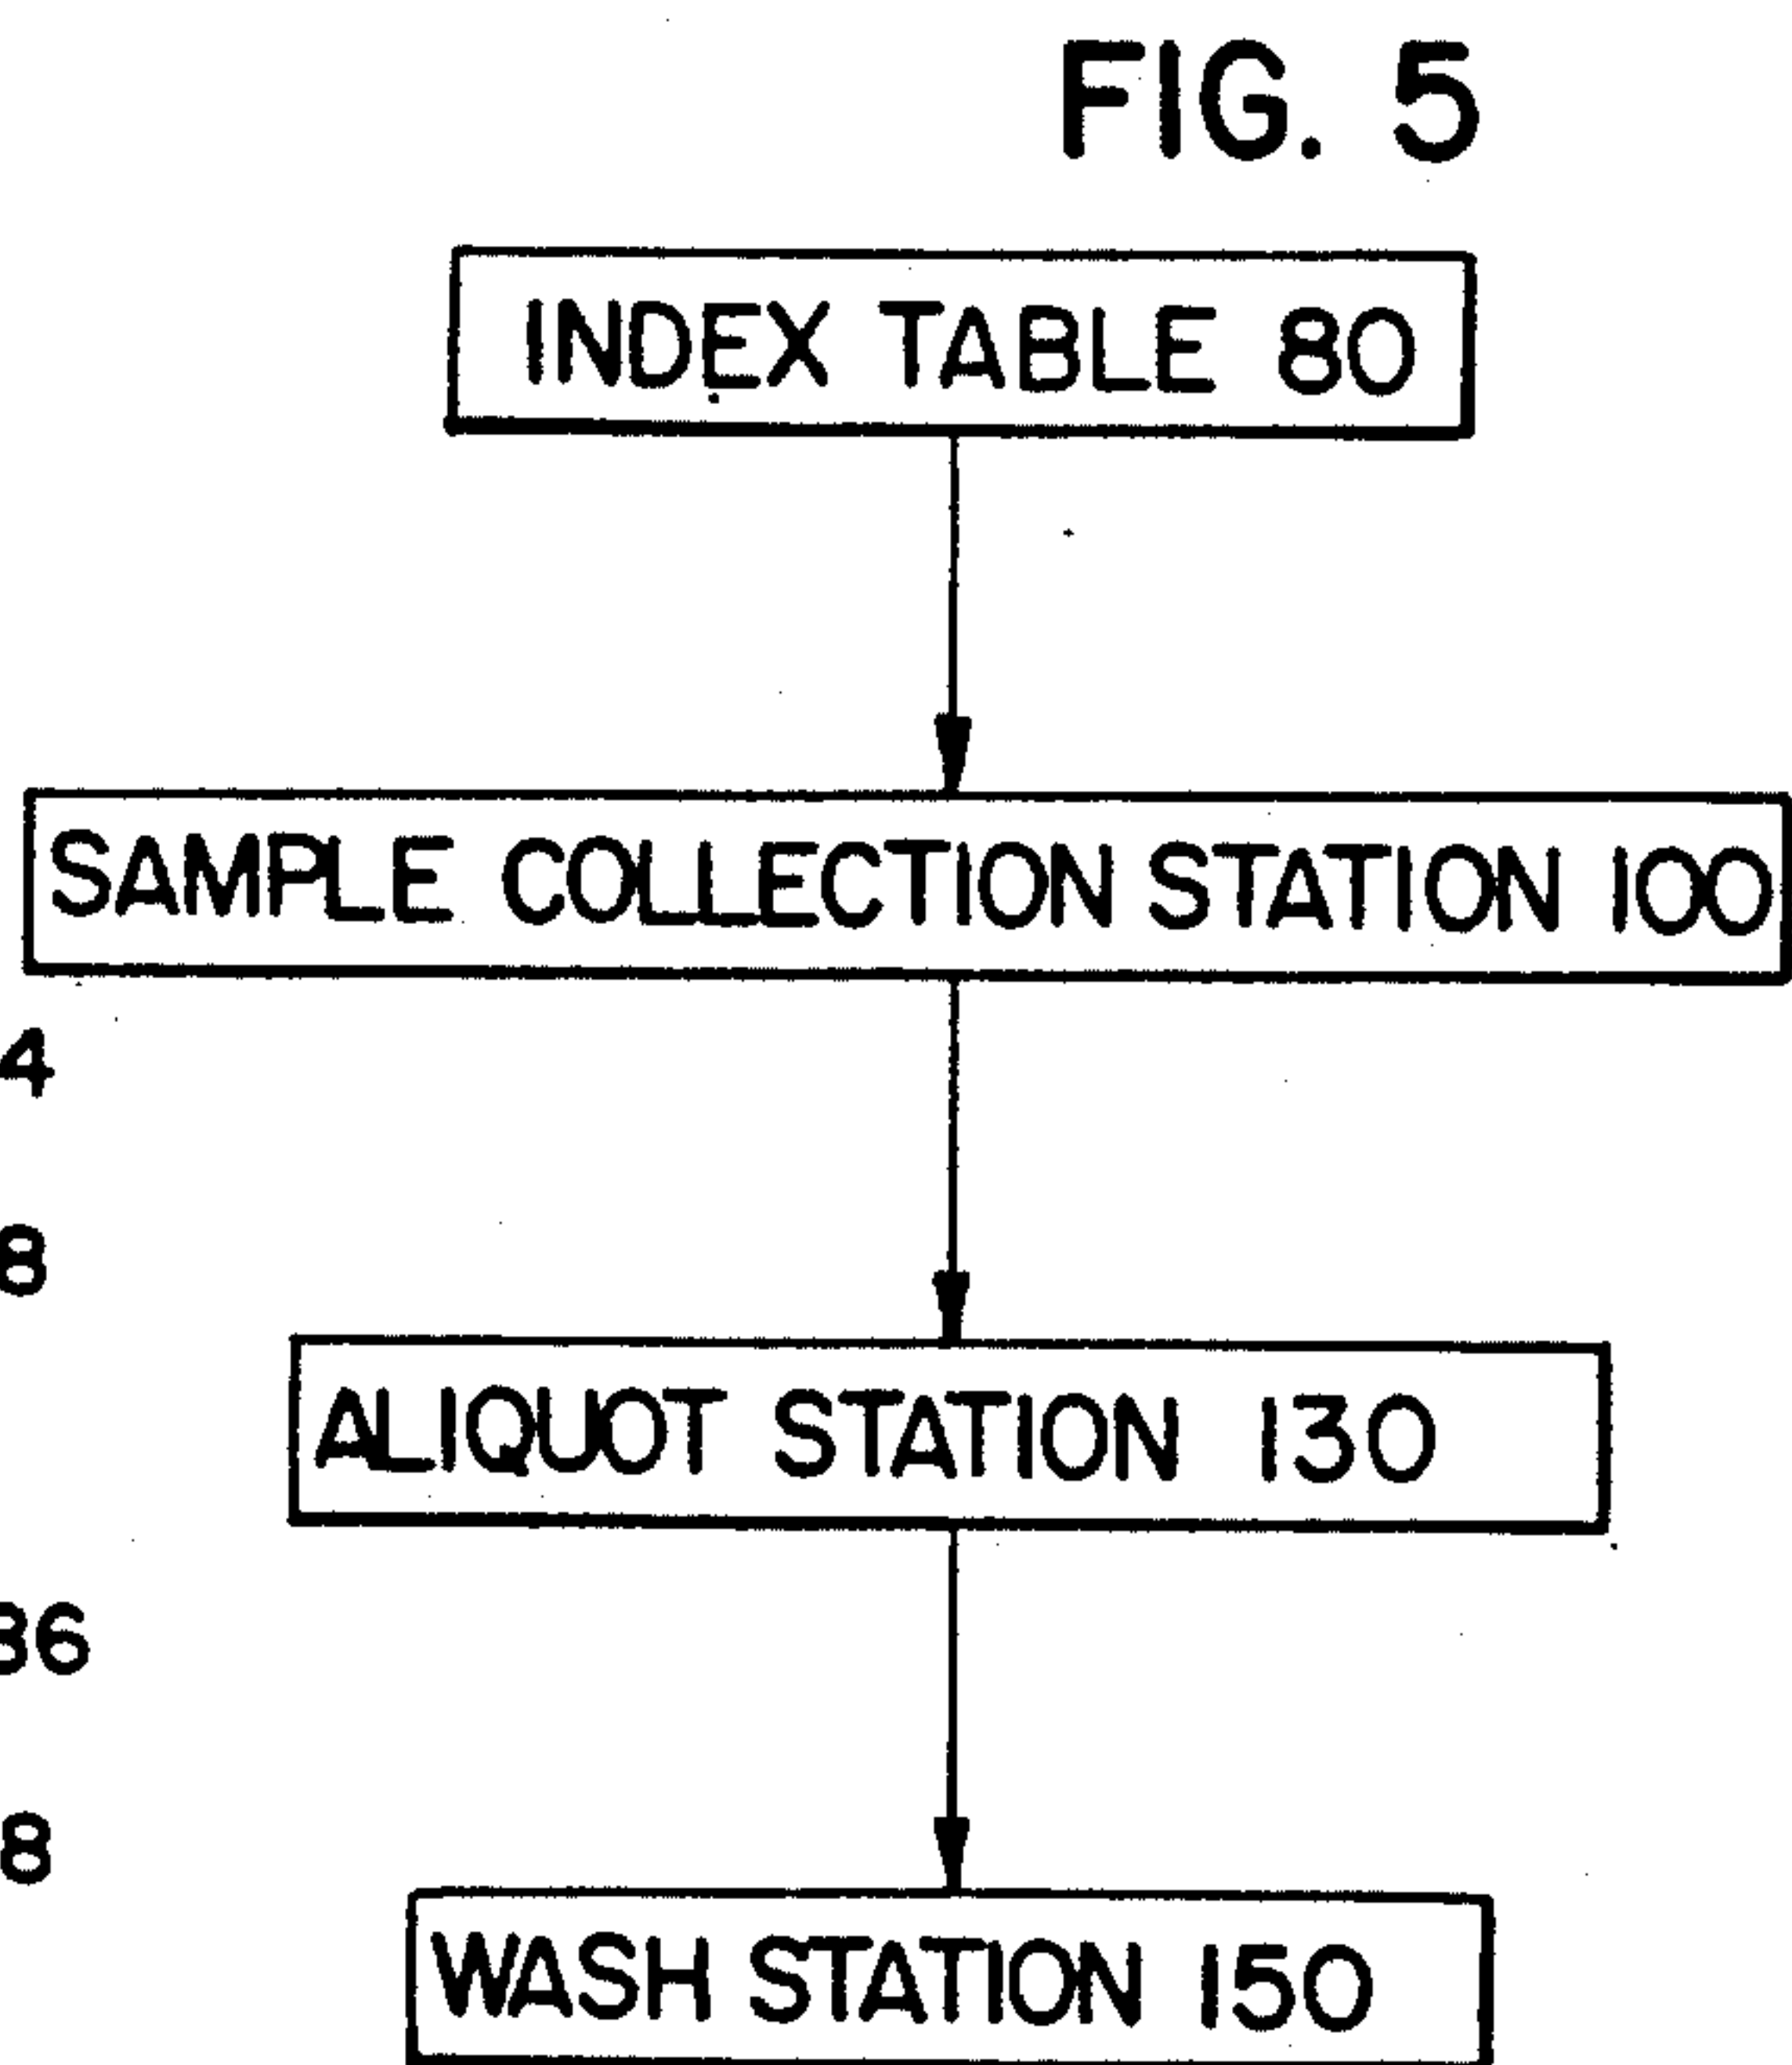 FIG. 5
INDEX TABLE 80
SAMPLE COLLECTION STATION 100
4
8
ALIQUOT STATION 130
36
8
WASH STATION 150